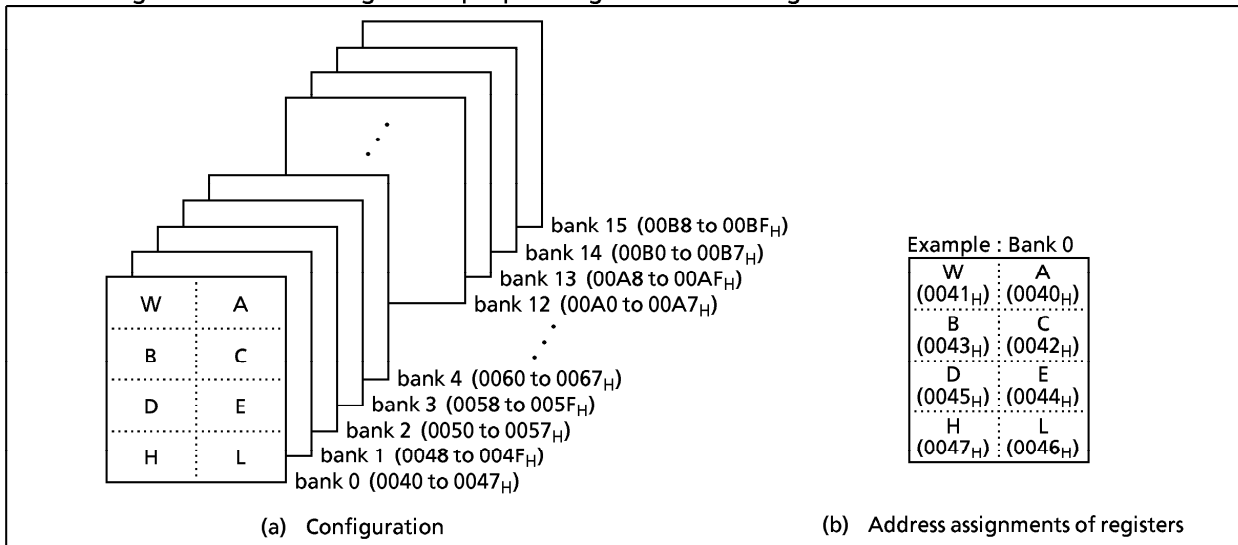 bank 15 (00B8 to 00BFH)
bank 14 (00B0 to 00B7H)
bank 13 (00A8 to 00AFH)
bank 12 (00A0 to 00A7H)
bank 4 (0060 to 0067H)
bank 3 (0058 to 005FH)
bank 2 (0050 to 0057H)
bank 1 (0048 to 004FH)
bank 0 (0040 to 0047H)
W A
B C
D E
H L
(a) Configuration
Example : Bank 0
W A
(0041H) (0040H)
B C
(0043H) (0042H)
D E
(0045H) (0044H)
H L
(0047H) (0046H)
(b) Address assignments of registers